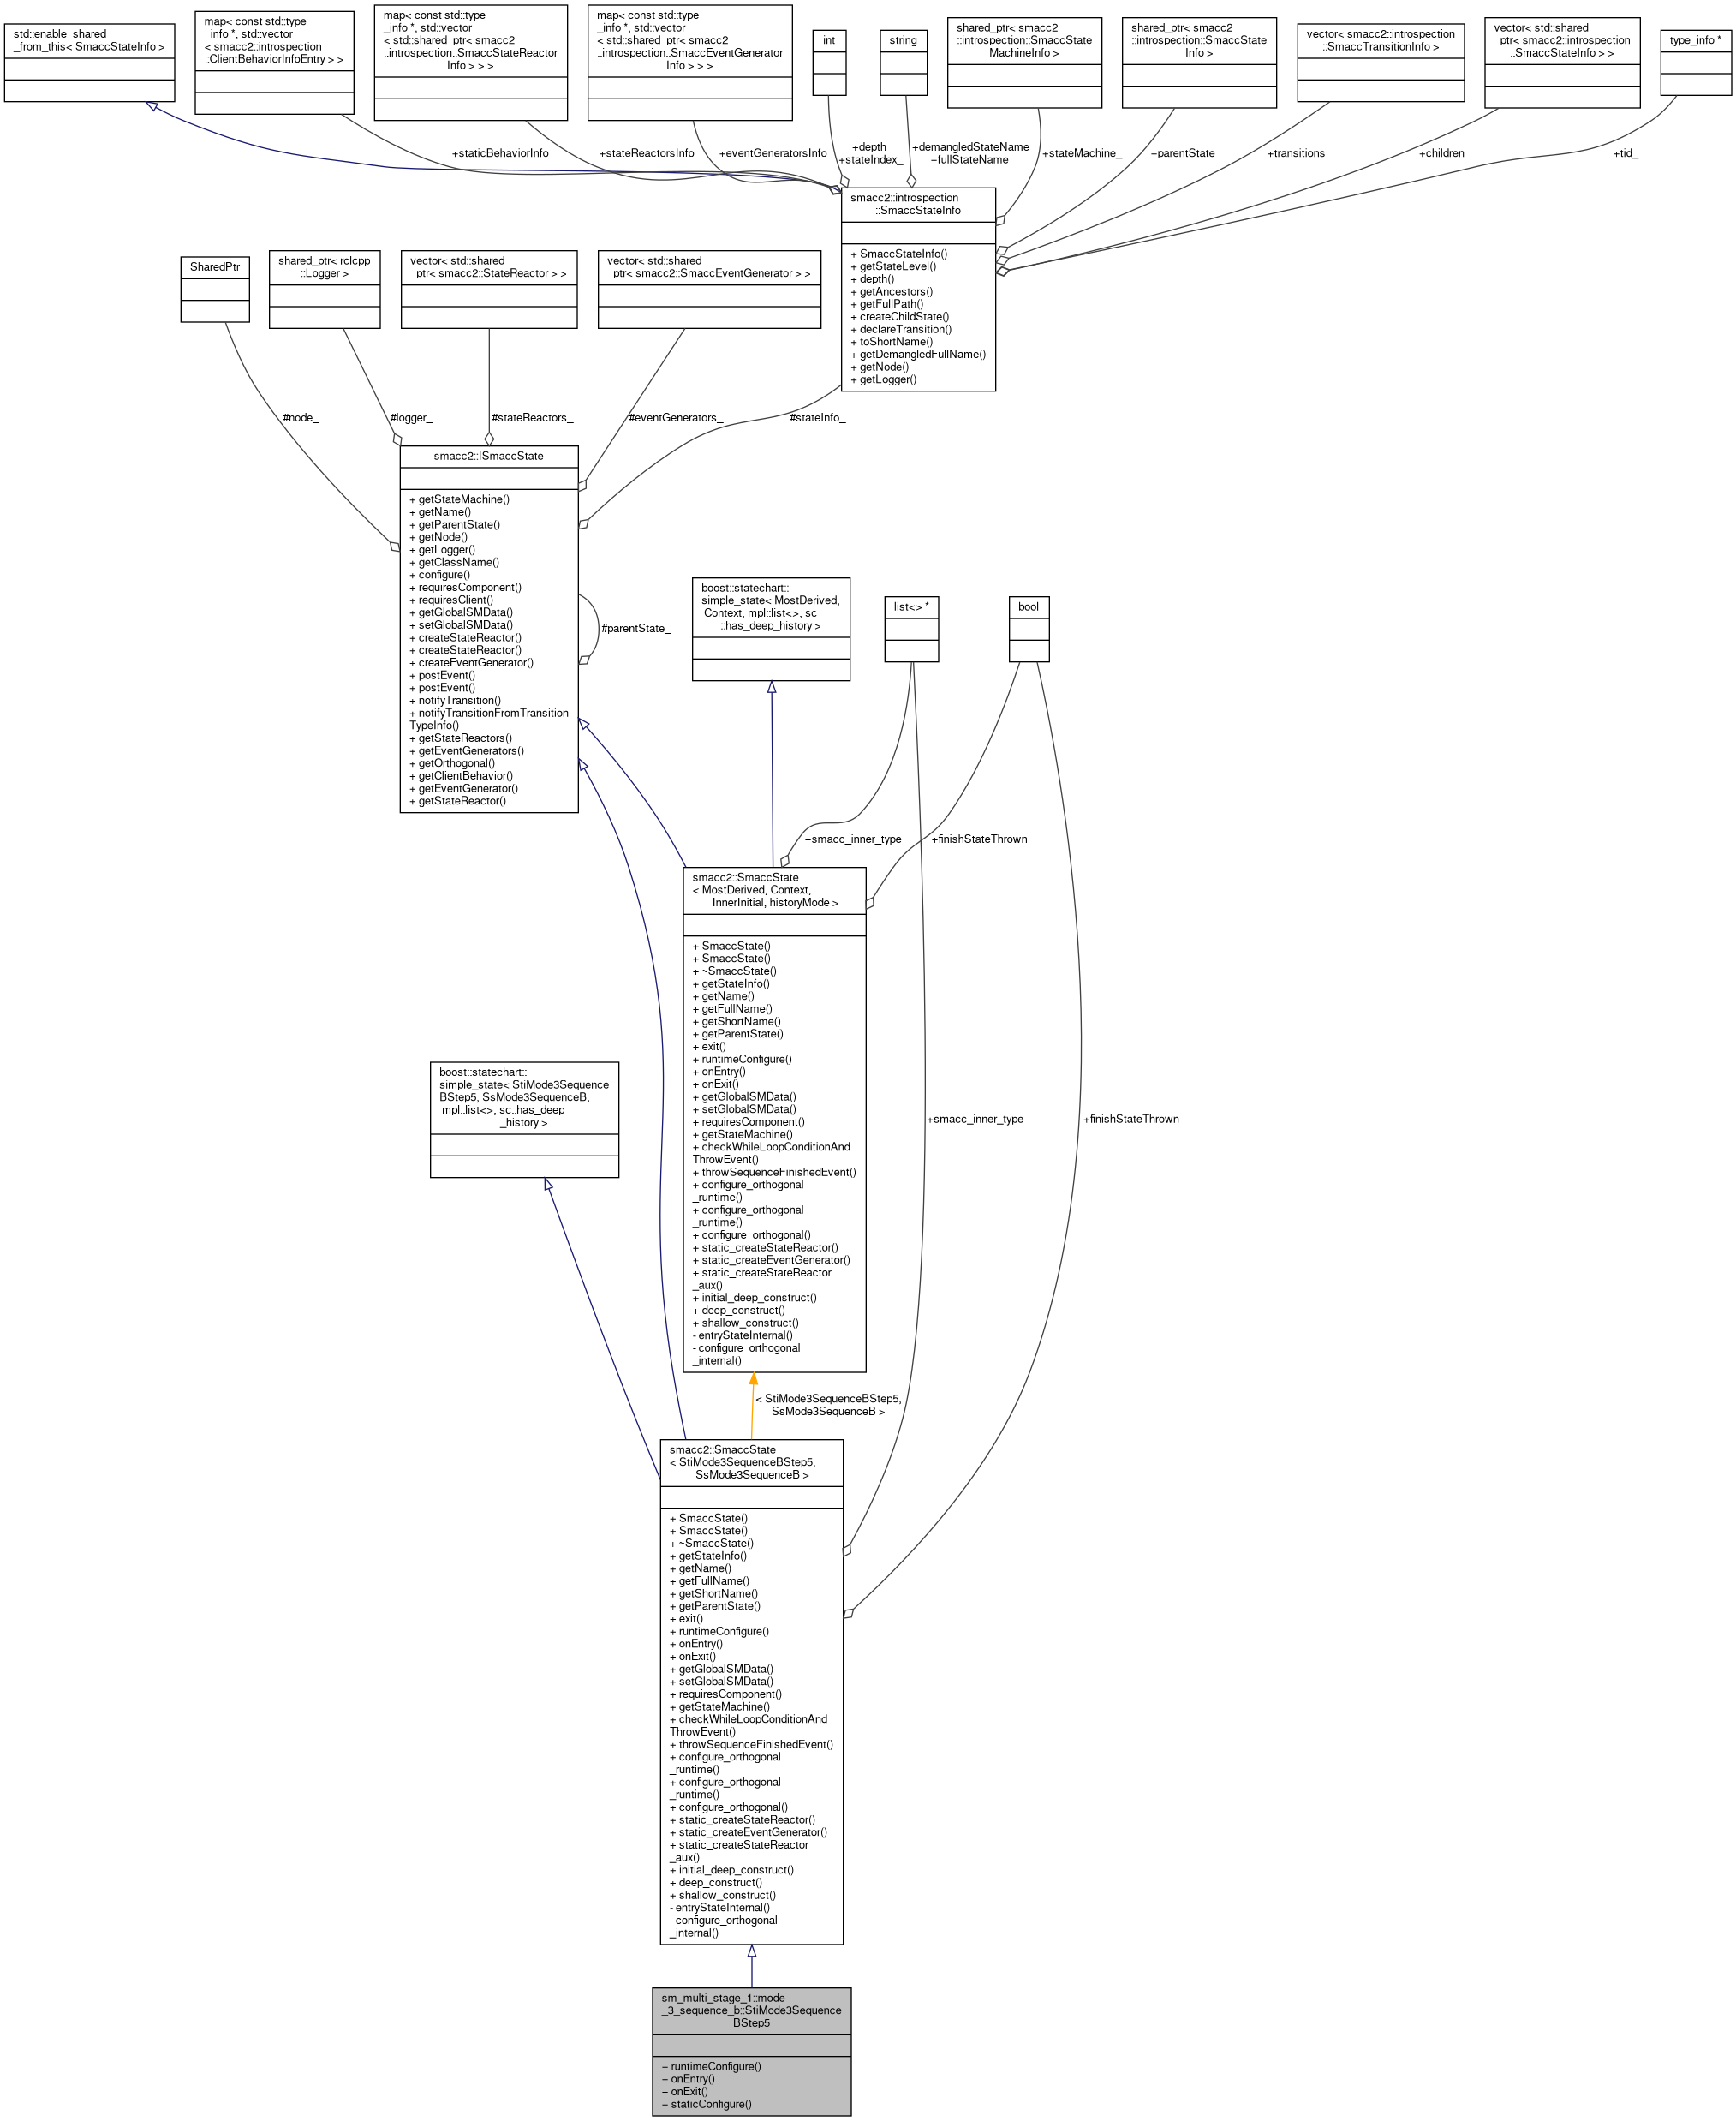 std::enable_shared
_from_this< SmaccStateInfo >
map< const std::type
_info *, std::vector
< smacc2::introspection
::ClientBehaviorInfoEntry > >
map< const std::type
_info *, std::vector
< std::shared_ptr< smacc2
::introspection::SmaccStateReactor
Info > > >
map< const std::type
_info *, std::vector
< std::shared_ptr< smacc2
::introspection::SmaccEventGenerator
Info > > >
int
string
shared_ptr< smacc2
::introspection::SmaccState
MachineInfo >
shared_ptr< smacc2
::introspection::SmaccState
Info >
vector< smacc2::introspection
::SmaccTransitionInfo >
vector< std::shared
_ptr< smacc2::introspection
::SmaccStateInfo > >
type_info *
+staticBehaviorInfo
+stateReactorsInfo
+eventGeneratorsInfo
+depth_
+stateIndex_
+demangledStateName
+fullStateName
+stateMachine_
+parentState_
+transitions_
+children_
+tid_
smacc2::introspection
::SmaccStateInfo
+ SmaccStateInfo()
+ getStateLevel()
+ depth()
+ getAncestors()
+ getFullPath()
+ createChildState()
+ declareTransition()
+ toShortName()
+ getDemangledFullName()
+ getNode()
+ getLogger()
SharedPtr
shared_ptr< rclcpp
::Logger >
vector< std::shared
_ptr< smacc2::StateReactor > >
vector< std::shared
_ptr< smacc2::SmaccEventGenerator > >
#node_
#logger_
#stateReactors_
#eventGenerators_
#stateInfo_
smacc2::ISmaccState
+ getStateMachine()
+ getName()
+ getParentState()
+ getNode()
+ getLogger()
+ getClassName()
+ configure()
+ requiresComponent()
+ requiresClient()
+ getGlobalSMData()
+ setGlobalSMData()
+ createStateReactor()
+ createStateReactor()
+ createEventGenerator()
+ postEvent()
+ postEvent()
+ notifyTransition()
+ notifyTransitionFromTransition
TypeInfo()
+ getStateReactors()
+ getEventGenerators()
+ getOrthogonal()
+ getClientBehavior()
+ getEventGenerator()
+ getStateReactor()
#parentState_
boost::statechart::
simple_state< MostDerived,
Context, mpl::list<>, sc
::has_deep_history >
list<> *
bool
+smacc_inner_type
+finishStateThrown
smacc2::SmaccState
< MostDerived, Context,
InnerInitial, historyMode >
+ SmaccState()
+ SmaccState()
+ ~SmaccState()
+ getStateInfo()
+ getName()
+ getFullName()
+ getShortName()
+ getParentState()
+ exit()
+ runtimeConfigure()
+ onEntry()
+ onExit()
+ getGlobalSMData()
+ setGlobalSMData()
+ requiresComponent()
+ getStateMachine()
+ checkWhileLoopConditionAnd
ThrowEvent()
+ throwSequenceFinishedEvent()
+ configure_orthogonal
_runtime()
+ configure_orthogonal
_runtime()
+ configure_orthogonal()
+ static_createStateReactor()
+ static_createEventGenerator()
+ static_createStateReactor
_aux()
+ initial_deep_construct()
+ deep_construct()
+ shallow_construct()
- entryStateInternal()
- configure_orthogonal
_internal()
boost::statechart::
simple_state< StiMode3Sequence
BStep5, SsMode3SequenceB,
mpl::list<>, sc::has_deep
_history >
+smacc_inner_type
+finishStateThrown
< StiMode3SequenceBStep5,
SsMode3SequenceB >
smacc2::SmaccState
< StiMode3SequenceBStep5,
SsMode3SequenceB >
+ SmaccState()
+ SmaccState()
+ ~SmaccState()
+ getStateInfo()
+ getName()
+ getFullName()
+ getShortName()
+ getParentState()
+ exit()
+ runtimeConfigure()
+ onEntry()
+ onExit()
+ getGlobalSMData()
+ setGlobalSMData()
+ requiresComponent()
+ getStateMachine()
+ checkWhileLoopConditionAnd
ThrowEvent()
+ throwSequenceFinishedEvent()
+ configure_orthogonal
_runtime()
+ configure_orthogonal
_runtime()
+ configure_orthogonal()
+ static_createStateReactor()
+ static_createEventGenerator()
+ static_createStateReactor
_aux()
+ initial_deep_construct()
+ deep_construct()
+ shallow_construct()
- entryStateInternal()
- configure_orthogonal
_internal()
sm_multi_stage_1::mode
_3_sequence_b::StiMode3Sequence
BStep5
+ runtimeConfigure()
+ onEntry()
+ onExit()
+ staticConfigure()